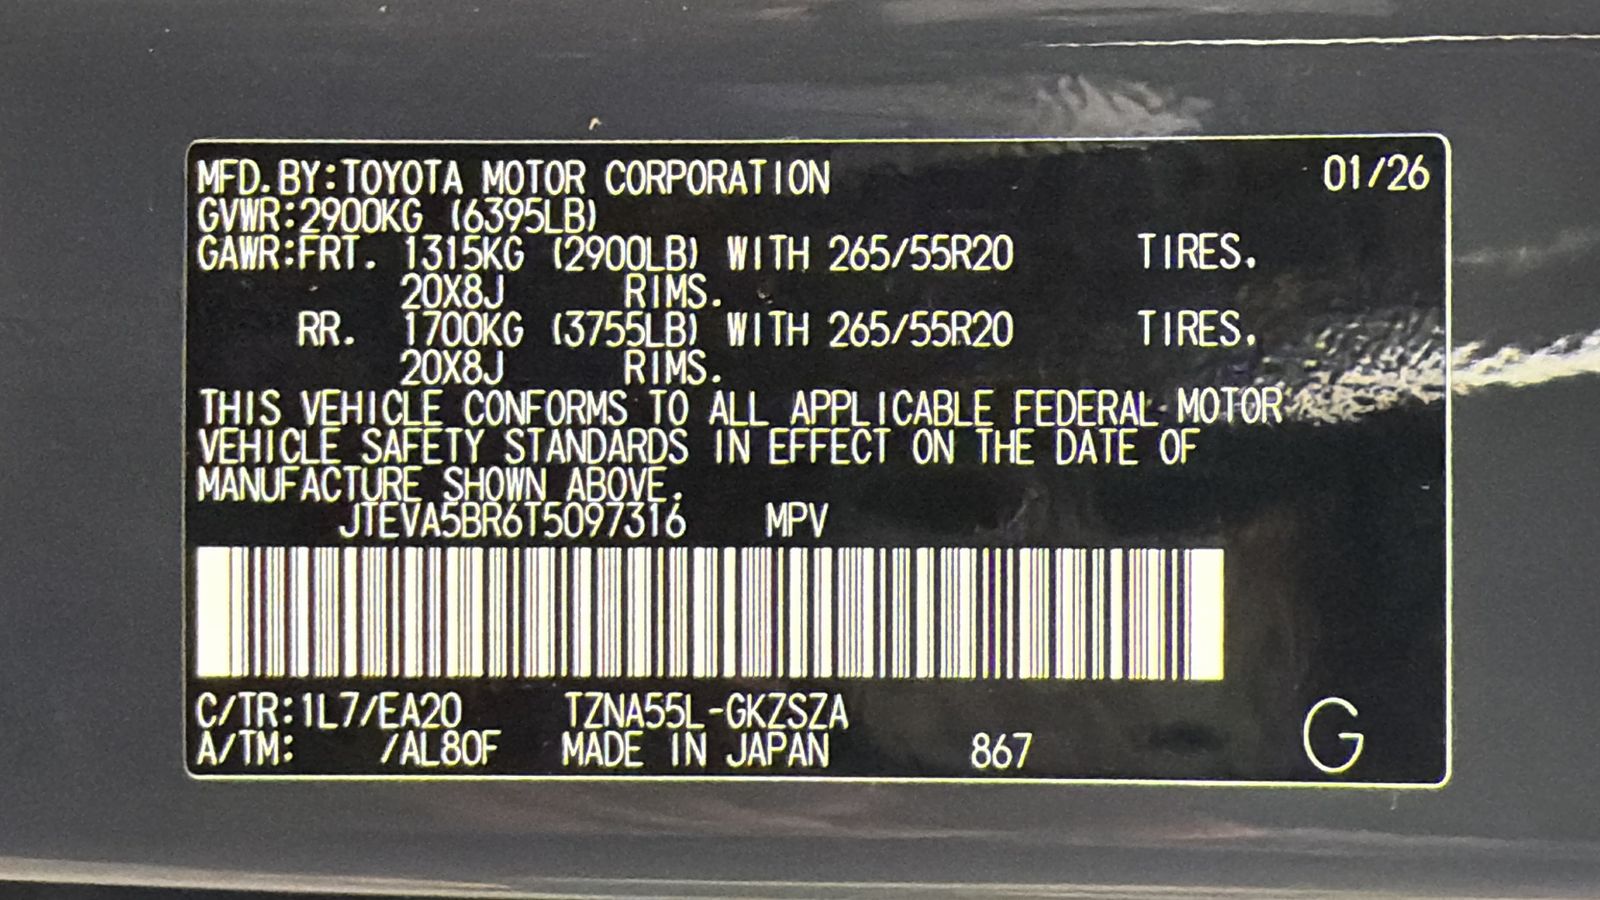 MFD.BY:TOYOTA MOTOR CORPORATION 01/26
GVWR:2900KG (6395LB)
GAWR:FRT. 1315KG (2900LB) WITH 265/55R20 TIRES.
20X8J RIMS.
RR. 1700KG (3755LB) WITH 265/55R20 TIRES.
20X8J RIMS.
THIS VEHICLE CONFORMS TO ALL APPLICABLE FEDERAL MOTOR
VEHICLE SAFETY STANDARDS IN EFFECT ON THE DATE OF
MANUFACTURE SHOWN ABOVE.
JTEVA5BR6T5097316 MPV
C/TR:1L7/EA20 TZNA55L-GKZSZA
A/TM: /AL80F MADE IN JAPAN 867 G